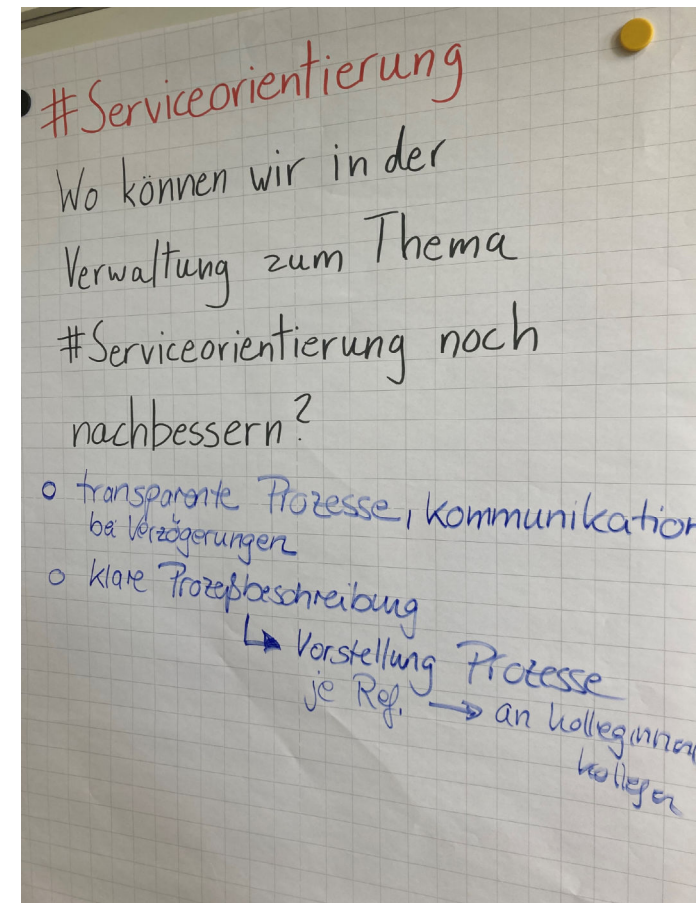 #Serviceorientierung
Wo können wir in der
Verwaltung zum Thema
#Serviceorientierung noch
nachbessern?
o transparente Prozesse, Kommunikation
bei Verzögerungen
o klare Prozeßbeschreibung
↳ Vorstellung Prozesse
je Ref. → an Kolleginnen
Kollegen